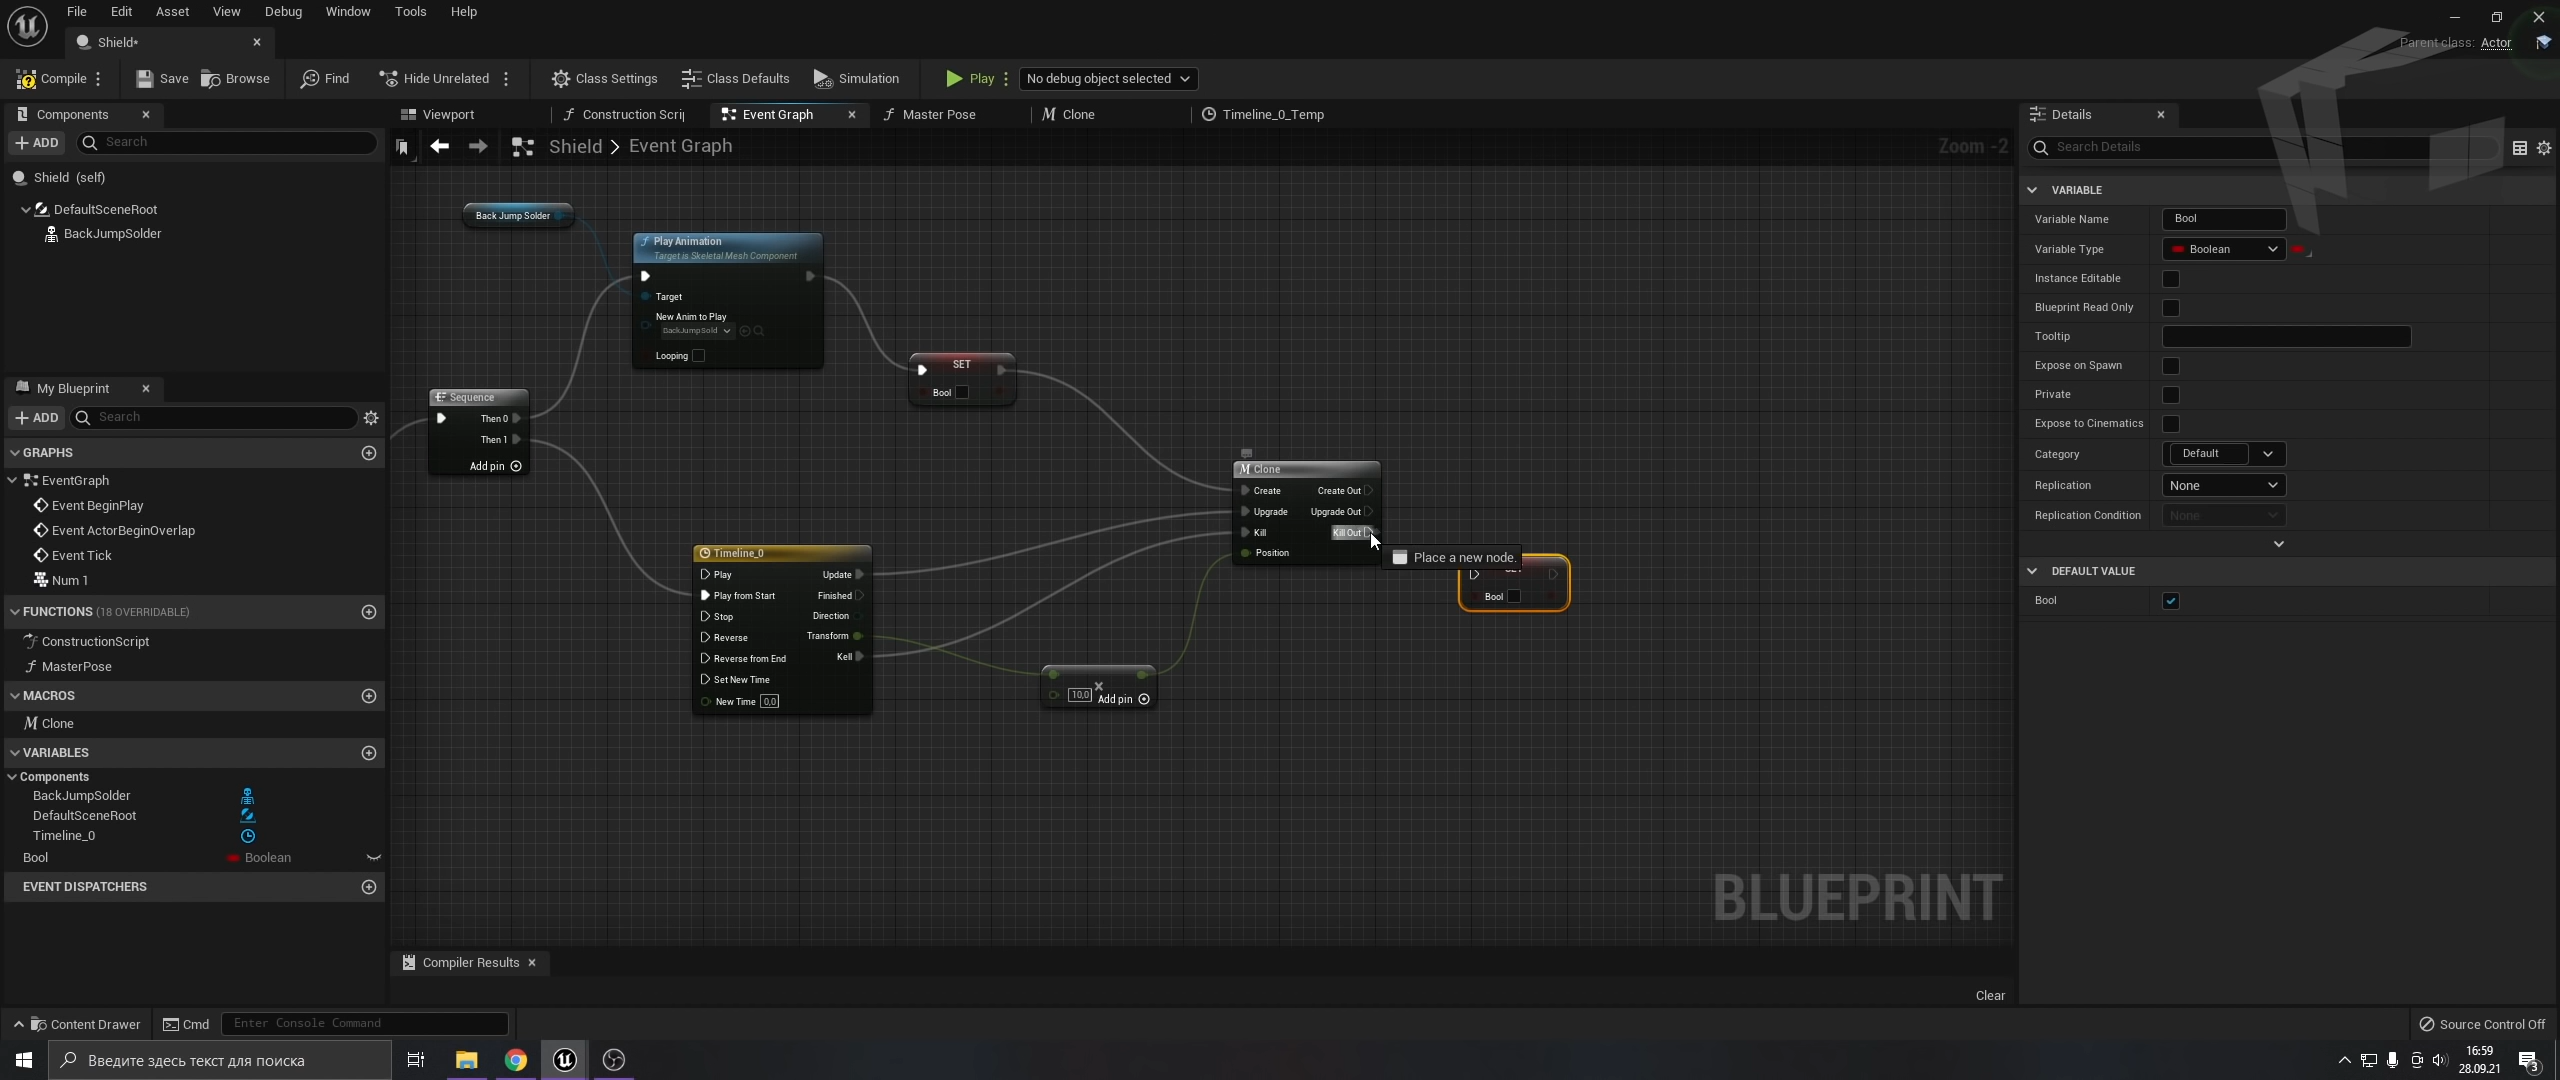 File Edit Asset View Debug Window Tools Help
Shield*
Parent class: Actor
Compile Save Browse Find Hide Unrelated Class Settings Class Defaults Simulation Play No debug object selected
Components
Viewport Construction Scrip Event Graph Master Pose Clone Timeline_0_Temp
Details
ADD Search
Shield > Event Graph
Zoom -2
Search Details
Shield (self)
DefaultSceneRoot
BackJumpSolder
My Blueprint
ADD Search
GRAPHS
EventGraph
Event BeginPlay
Event ActorBeginOverlap
Event Tick
Num 1
FUNCTIONS (18 OVERRIDABLE)
ConstructionScript
MasterPose
MACROS
Clone
VARIABLES
Components
BackJumpSolder
DefaultSceneRoot
Timeline_0
Bool Boolean
EVENT DISPATCHERS
Back Jump Solder
Play Animation
Target is Skeletal Mesh Component
Target
New Anim to Play
BackJumpSold
Looping
Sequence
Then 0
Then 1
Add pin
SET
Bool
Clone
Create Create Out
Upgrade Upgrade Out
Kill Kill Out
Position
Place a new node.
Bool
Timeline_0
Play Update
Play from Start Finished
Stop Direction
Reverse Transform
Reverse from End Kell
Set New Time
New Time 0,0
×
10,0 Add pin
BLUEPRINT
VARIABLE
Variable Name Bool
Variable Type Boolean
Instance Editable
Blueprint Read Only
Tooltip
Expose on Spawn
Private
Expose to Cinematics
Category Default
Replication None
Replication Condition None
DEFAULT VALUE
Bool
Compiler Results
Clear
Content Drawer Cmd Enter Console Command
Source Control Off
Введите здесь текст для поиска
16:59
28.09.21
3